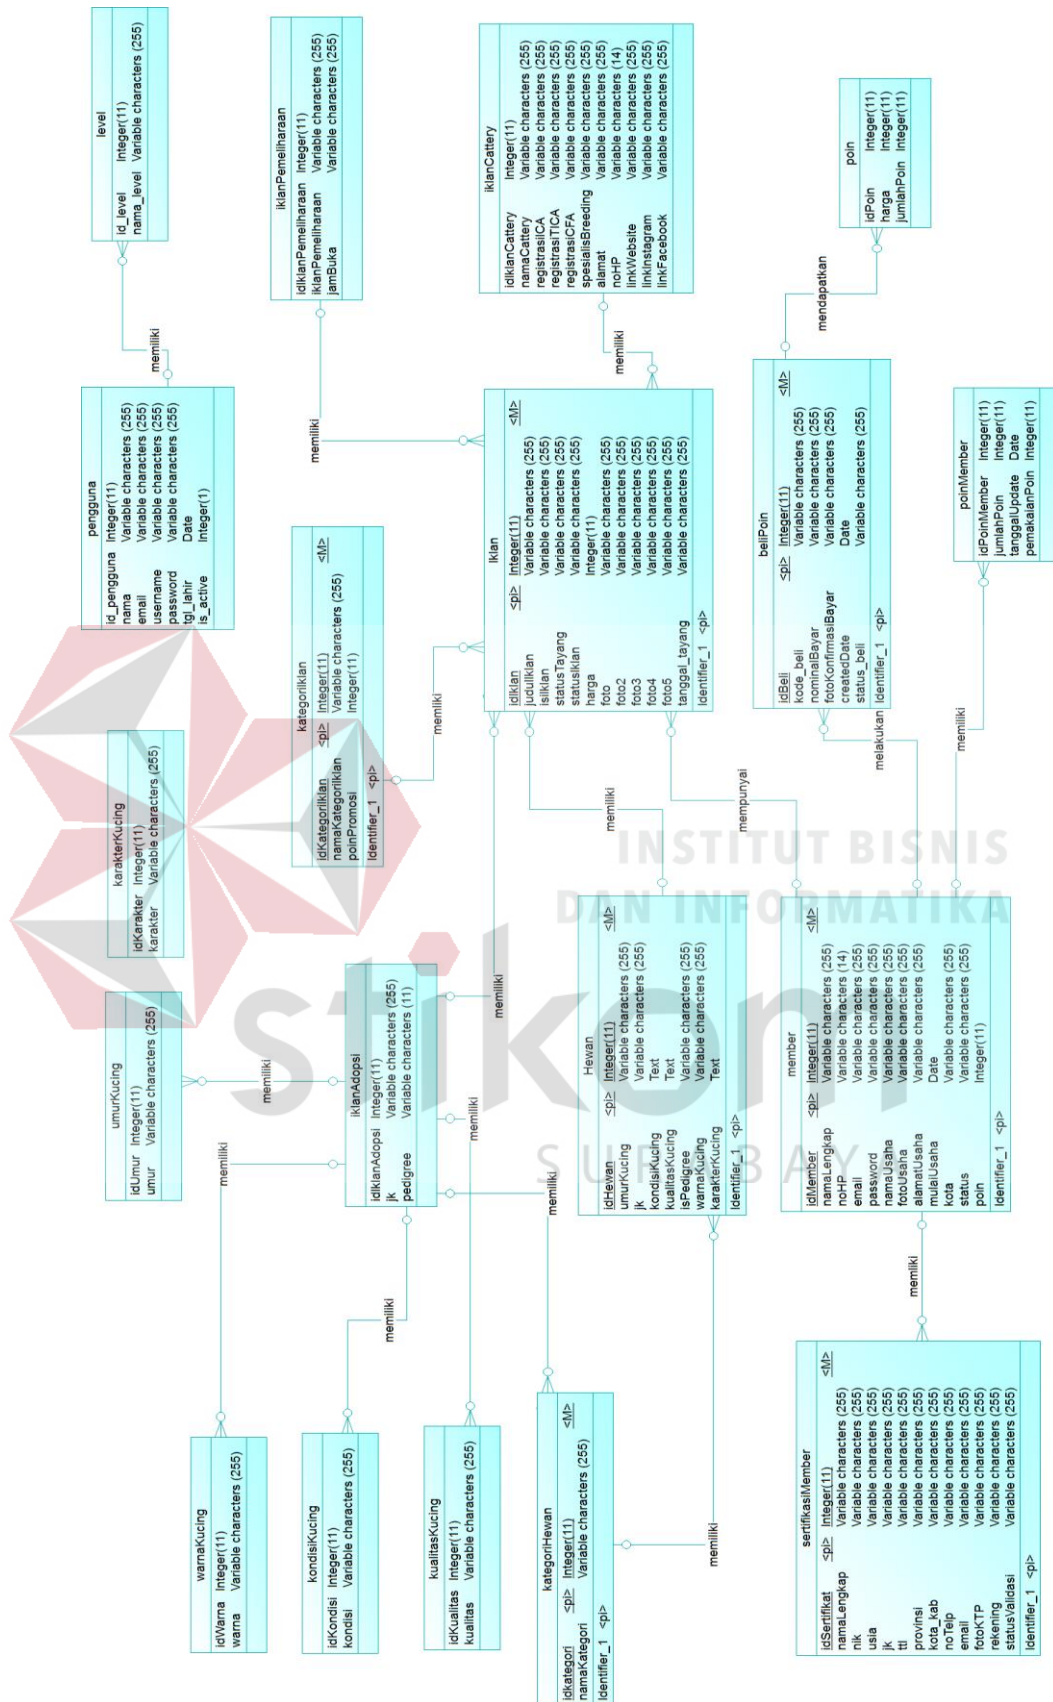 level
id_level Integer(11)
nama_level Variable characters (255)
memiliki
pengguna
id_pengguna Integer(11)
nama Variable characters (255)
email Variable characters (255)
username Variable characters (255)
password Variable characters (255)
tgl_lahir Date
is_active Integer(1)
karakterKucing
idKarakter Integer(11)
karakter Variable characters (255)
umurKucing
idUmur Integer(11)
umur Variable characters (255)
memiliki
warnaKucing
idWarna Integer(11)
warna Variable characters (255)
memiliki
iklanPemeliharaan
idIklanPemeliharaan Integer(11)
iklanPemeliharaan Variable characters (255)
jamBuka Variable characters (255)
memiliki
kategoriIklan
idKategoriIklan <pi> Integer(11) <M>
namaKategoriIklan Variable characters (255)
poinPromosi Integer(11)
Identifier_1 <pi>
memiliki
iklanAdopsi
idIklanAdopsi Integer(11)
jk Variable characters (255)
pedigree Variable characters (11)
memiliki
memiliki
memiliki
memiliki
kondisiKucing
idKondisi Integer(11)
kondisi Variable characters (255)
kualitasKucing
idKualitas Integer(11)
kualitas Variable characters (255)
iklanCattery
idIklanCattery Integer(11)
namaCattery Variable characters (255)
registrasiICA Variable characters (255)
registrasiTICA Variable characters (255)
registrasiCFA Variable characters (255)
spesialisBreeding Variable characters (255)
alamat Variable characters (255)
noHP Variable characters (14)
linkWebsite Variable characters (255)
linkInstagram Variable characters (255)
linkFacebook Variable characters (255)
memiliki
Iklan
idIklan <pi> Integer(11) <M>
judulIklan Variable characters (255)
isiIklan Variable characters (255)
statusTayang Variable characters (255)
statusIklan Variable characters (255)
harga Integer(11)
foto Variable characters (255)
foto2 Variable characters (255)
foto3 Variable characters (255)
foto4 Variable characters (255)
foto5 Variable characters (255)
tanggal_tayang Variable characters (255)
Identifier_1 <pi>
memiliki
mempunyai
Hewan
idHewan <pi> Integer(11) <M>
umurKucing Variable characters (255)
jk Variable characters (255)
kondisiKucing Text
kualitasKucing Text
isPedigree Variable characters (255)
warnaKucing Variable characters (255)
karakterKucing Text
Identifier_1 <pi>
memiliki
kategoriHewan
idkategori <pi> Integer(11) <M>
namaKategori Variable characters (255)
Identifier_1 <pi>
poin
idPoin Integer(11)
harga Integer(11)
jumlahPoin Integer(11)
mendapatkan
beliPoin
idBeli <pi> Integer(11) <M>
kode_beli Variable characters (255)
nominalBayar Variable characters (255)
fotoKonfirmasiBayar Variable characters (255)
createdDate Date
status_beli Variable characters (255)
Identifier_1 <pi>
melakukan
poinMember
idPoinMember Integer(11)
jumlahPoin Integer(11)
tanggalUpdate Date
pemakaianPoin Integer(11)
memiliki
member
idMember <pi> Integer(11) <M>
namaLengkap Variable characters (255)
noHP Variable characters (14)
email Variable characters (255)
password Variable characters (255)
namaUsaha Variable characters (255)
fotoUsaha Variable characters (255)
alamatUsaha Variable characters (255)
mulaiUsaha Date
kota Variable characters (255)
status Variable characters (255)
poin Integer(11)
Identifier_1 <pi>
memiliki
sertifikasiMember
idSertifikat <pi> Integer(11) <M>
namaLengkap Variable characters (255)
nik Variable characters (255)
usia Variable characters (255)
jk Variable characters (255)
ttl Variable characters (255)
provinsi Variable characters (255)
kota_kab Variable characters (255)
noTelp Variable characters (255)
email Variable characters (255)
fotoKTP Variable characters (255)
rekening Variable characters (255)
statusValidasi Variable characters (255)
Identifier_1 <pi>
INSTITUT BISNIS
DAN INFORMATIKA
stikom
SURABAYA